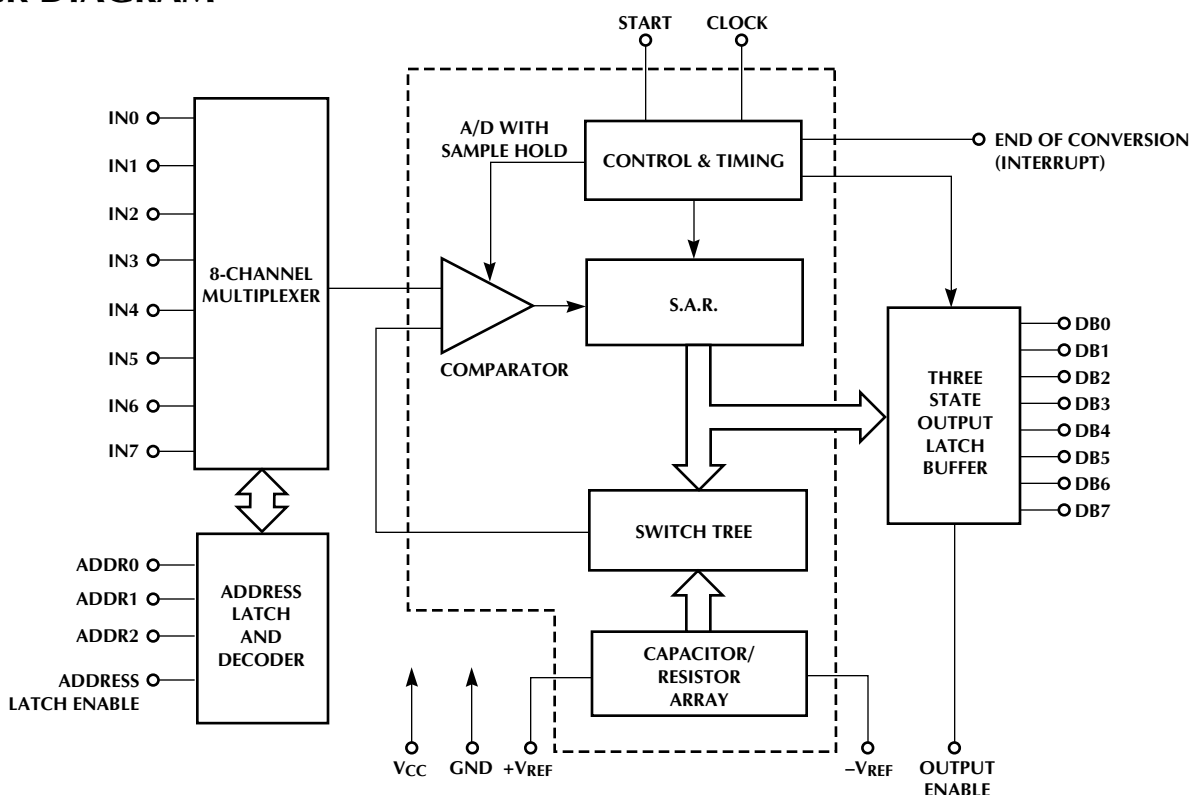 DIAGRAM
START
CLOCK
IN0
IN1
IN2
IN3
IN4
IN5
IN6
IN7
8-CHANNEL
MULTIPLEXER
A/D WITH
SAMPLE HOLD
CONTROL & TIMING
END OF CONVERSION
(INTERRUPT)
S.A.R.
COMPARATOR
THREE
STATE
OUTPUT
LATCH
BUFFER
DB0
DB1
DB2
DB3
DB4
DB5
DB6
DB7
SWITCH TREE
ADDR0
ADDR1
ADDR2
ADDRESS
LATCH ENABLE
ADDRESS
LATCH
AND
DECODER
CAPACITOR/
RESISTOR
ARRAY
VCC
GND
+VREF
–VREF
OUTPUT
ENABLE